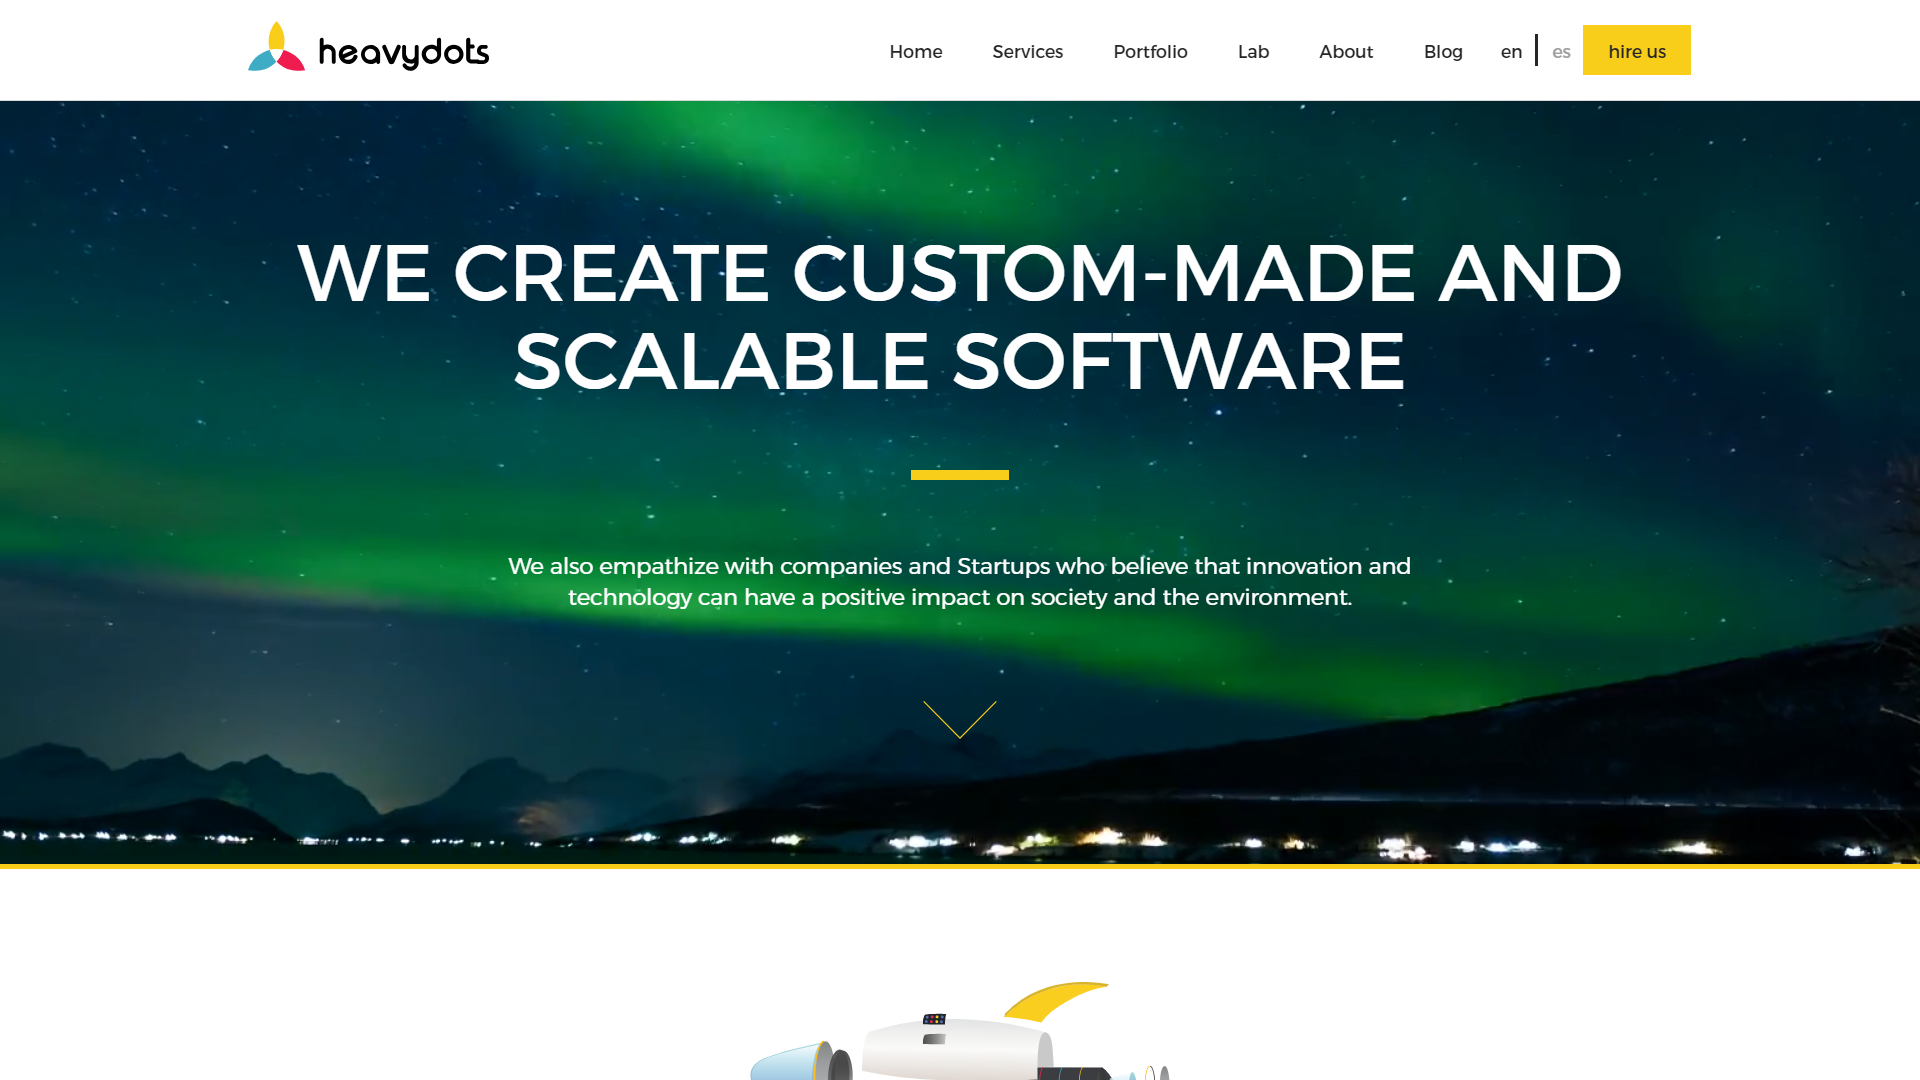 heavydots
Home Services Portfolio Lab About Blog en es hire us
WE CREATE CUSTOM-MADE AND
SCALABLE SOFTWARE
We also empathize with companies and Startups who believe that innovation and
technology can have a positive impact on society and the environment.